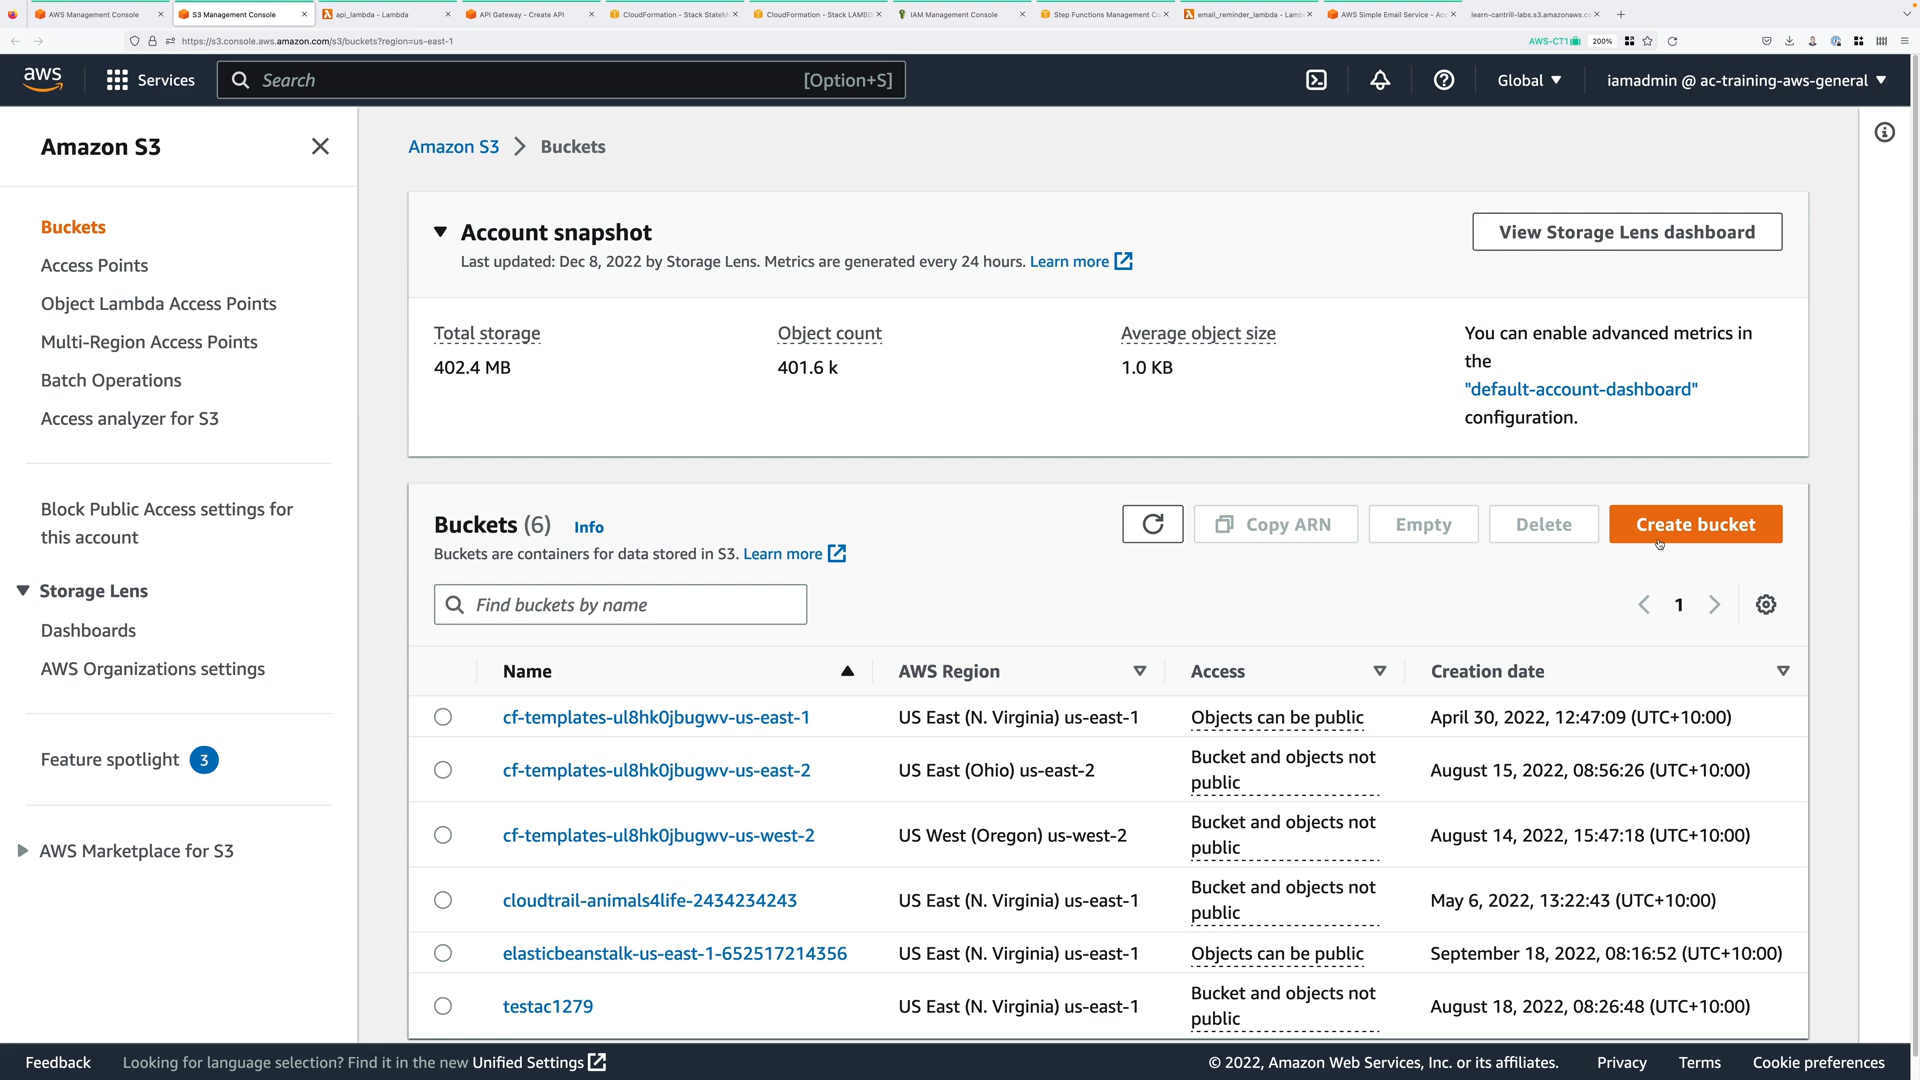 AWS Management Console
S3 Management Console
api_lambda - Lambda
API Gateway - Create API
CloudFormation - Stack StateM
CloudFormation - Stack LAMBD
IAM Management Console
Step Functions Management Co
email_reminder_lambda - Lamb
AWS Simple Email Service - Acc
learn-cantrill-labs.s3.amazonaws.co
https://s3.console.aws.amazon.com/s3/buckets?region=us-east-1
AWS-CT1
200%
aws
Services
Search
[Option+S]
Global
iamadmin @ ac-training-aws-general
Amazon S3
Buckets
Access Points
Object Lambda Access Points
Multi-Region Access Points
Batch Operations
Access analyzer for S3
Block Public Access settings for
this account
Storage Lens
Dashboards
AWS Organizations settings
Feature spotlight 3
AWS Marketplace for S3
Amazon S3 > Buckets
Account snapshot
Last updated: Dec 8, 2022 by Storage Lens. Metrics are generated every 24 hours. Learn more
View Storage Lens dashboard
Total storage
402.4 MB
Object count
401.6 k
Average object size
1.0 KB
You can enable advanced metrics in
the
"default-account-dashboard"
configuration.
Buckets (6) Info
Buckets are containers for data stored in S3. Learn more
Copy ARN
Empty
Delete
Create bucket
Find buckets by name
1
Name AWS Region Access Creation date
cf-templates-ul8hk0jbugwv-us-east-1 US East (N. Virginia) us-east-1 Objects can be public April 30, 2022, 12:47:09 (UTC+10:00)
cf-templates-ul8hk0jbugwv-us-east-2 US East (Ohio) us-east-2 Bucket and objects not
public August 15, 2022, 08:56:26 (UTC+10:00)
cf-templates-ul8hk0jbugwv-us-west-2 US West (Oregon) us-west-2 Bucket and objects not
public August 14, 2022, 15:47:18 (UTC+10:00)
cloudtrail-animals4life-2434234243 US East (N. Virginia) us-east-1 Bucket and objects not
public May 6, 2022, 13:22:43 (UTC+10:00)
elasticbeanstalk-us-east-1-652517214356 US East (N. Virginia) us-east-1 Objects can be public September 18, 2022, 08:16:52 (UTC+10:00)
testac1279 US East (N. Virginia) us-east-1 Bucket and objects not
public August 18, 2022, 08:26:48 (UTC+10:00)
Feedback Looking for language selection? Find it in the new Unified Settings © 2022, Amazon Web Services, Inc. or its affiliates. Privacy Terms Cookie preferences